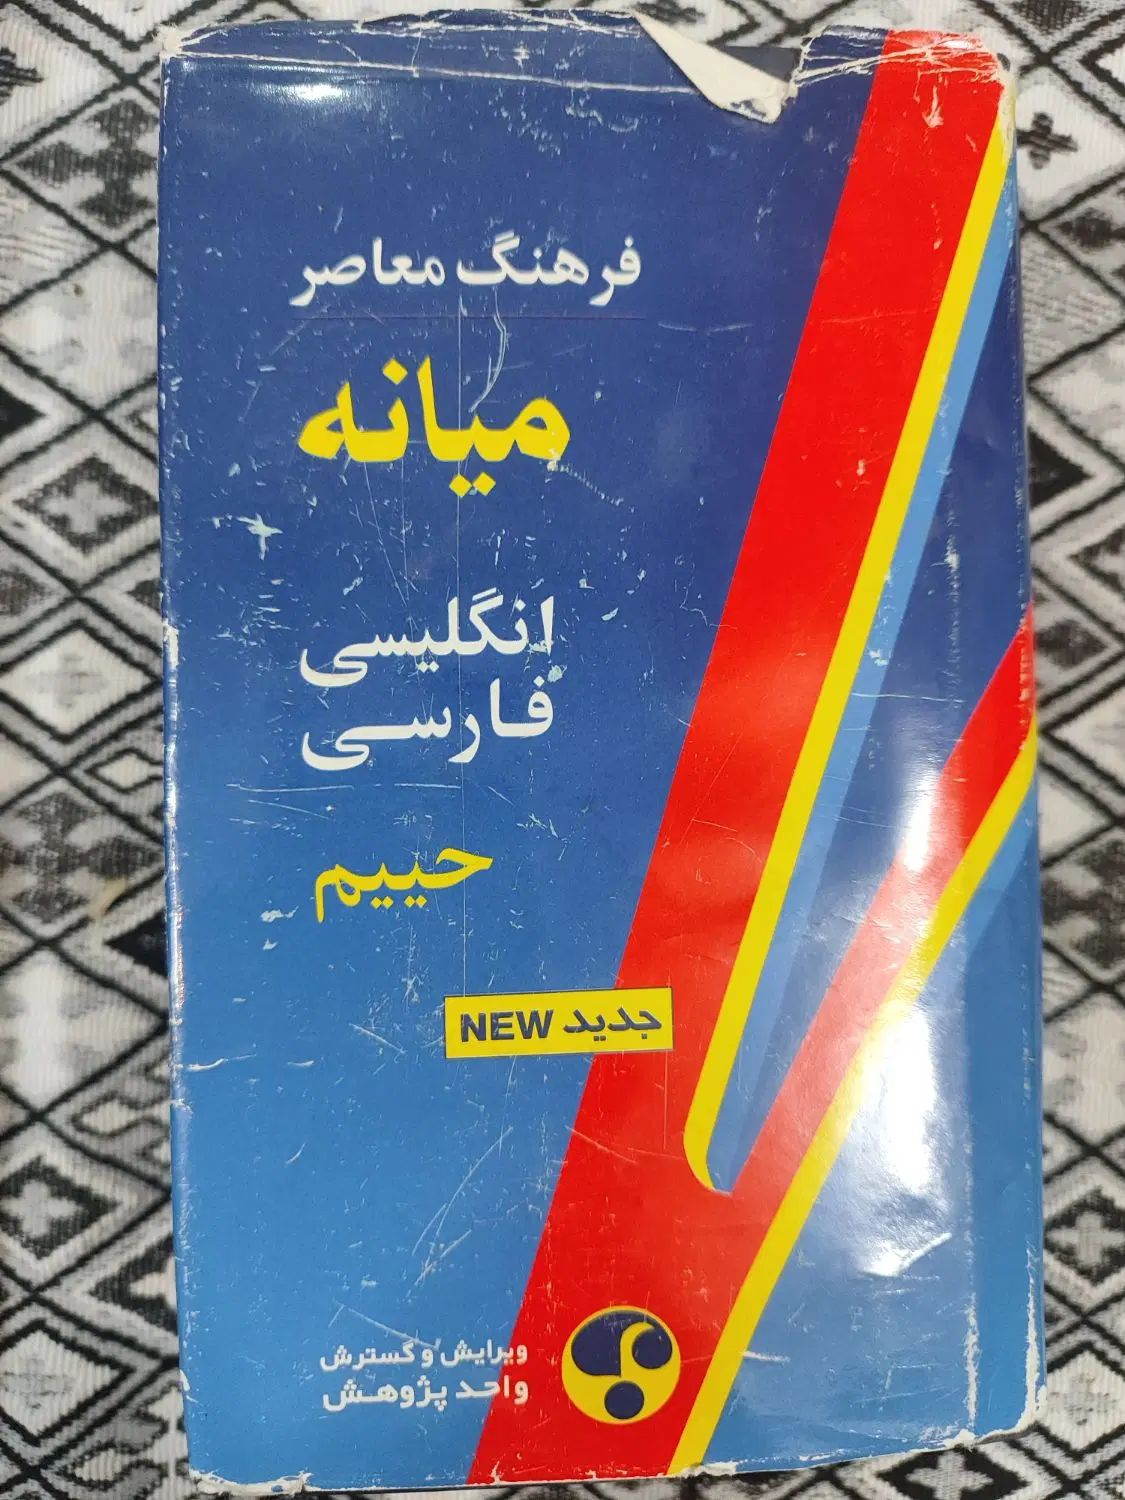 فرهنگ معاصر
میانه
انگلیسی
فارسی
حییم
جدید NEW
ویرایش و گسترش
واحد پژوهش